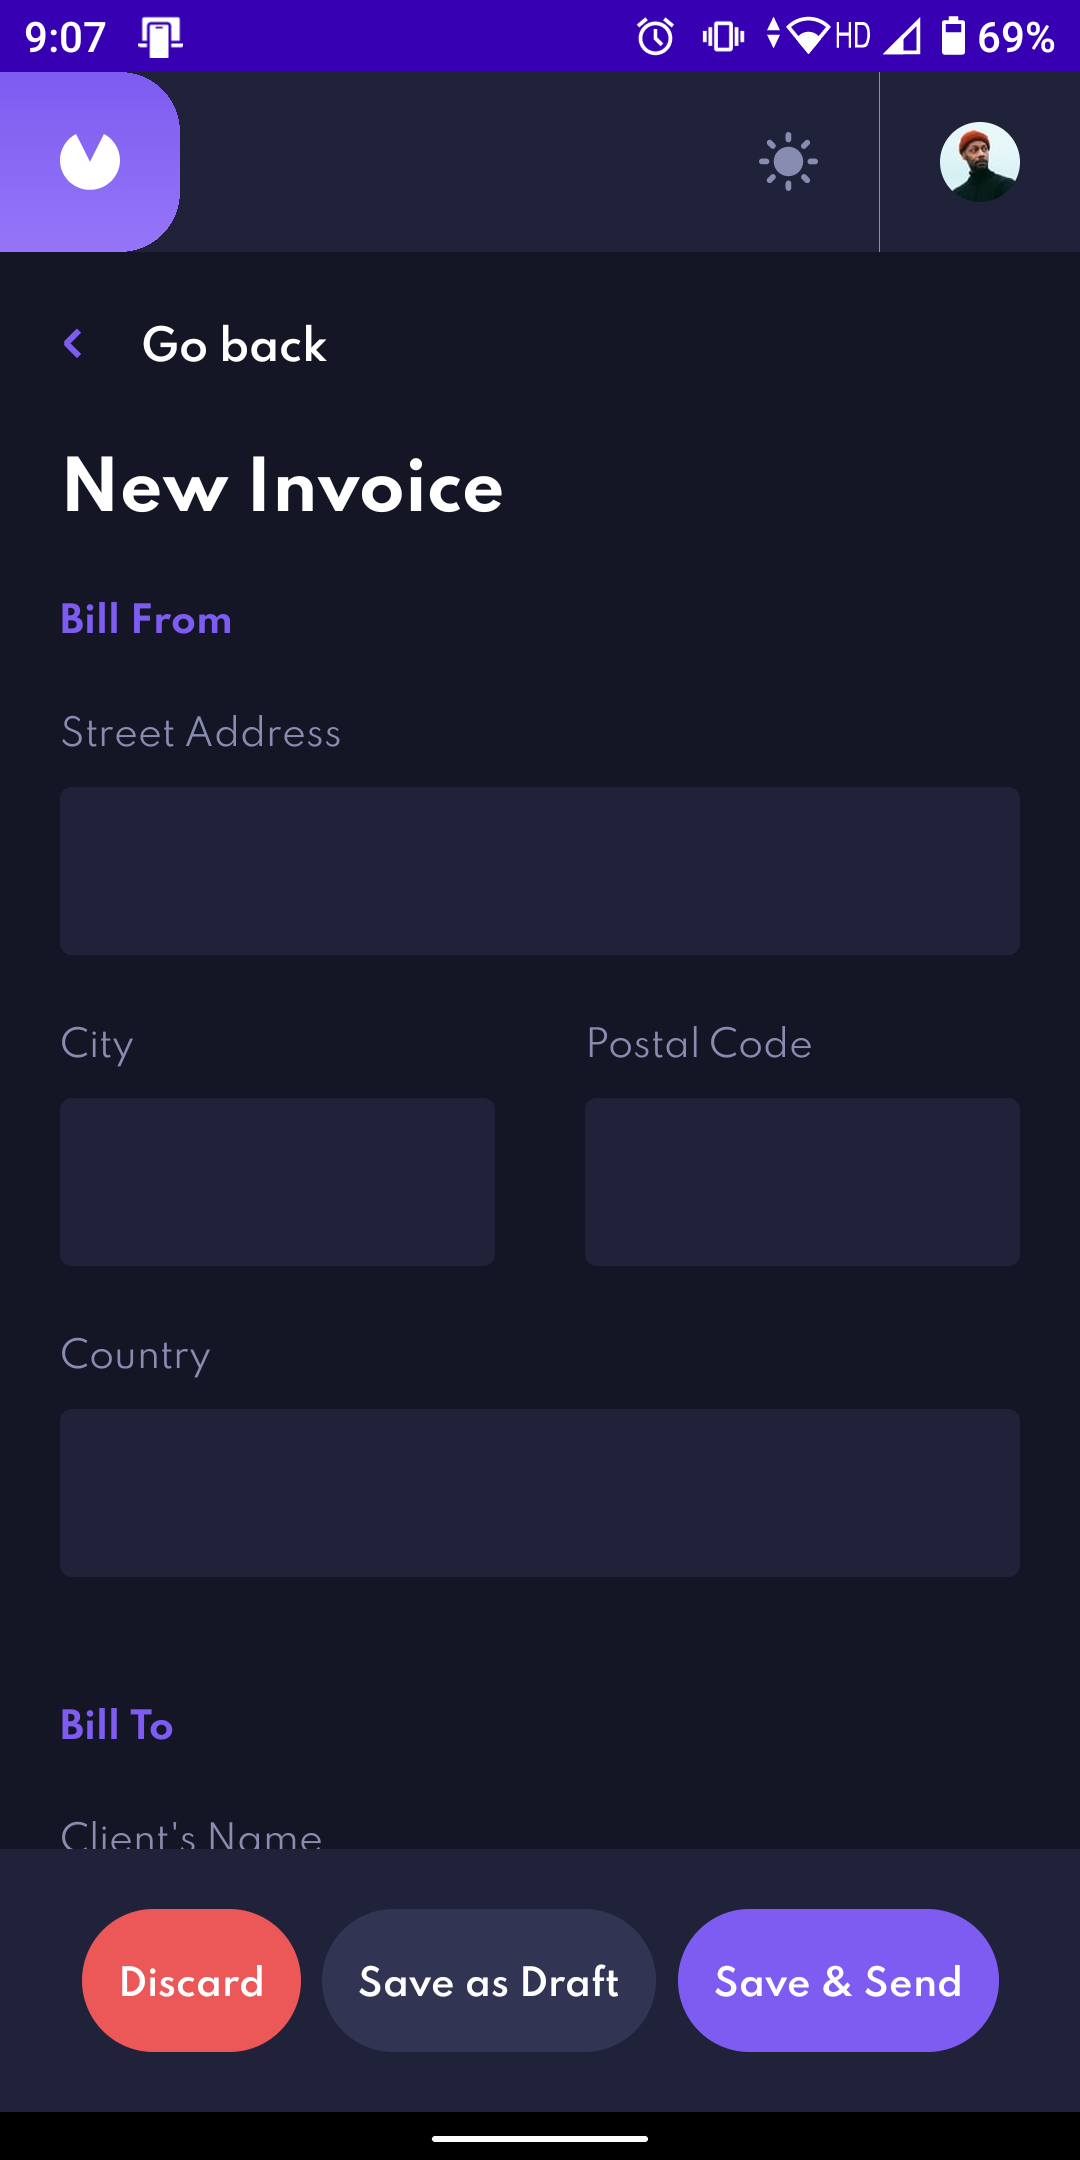 9:07 HD 69%
Go back
New Invoice
Bill From
Street Address
City Postal Code
Country
Bill To
Client's Name
Discard Save as Draft Save & Send